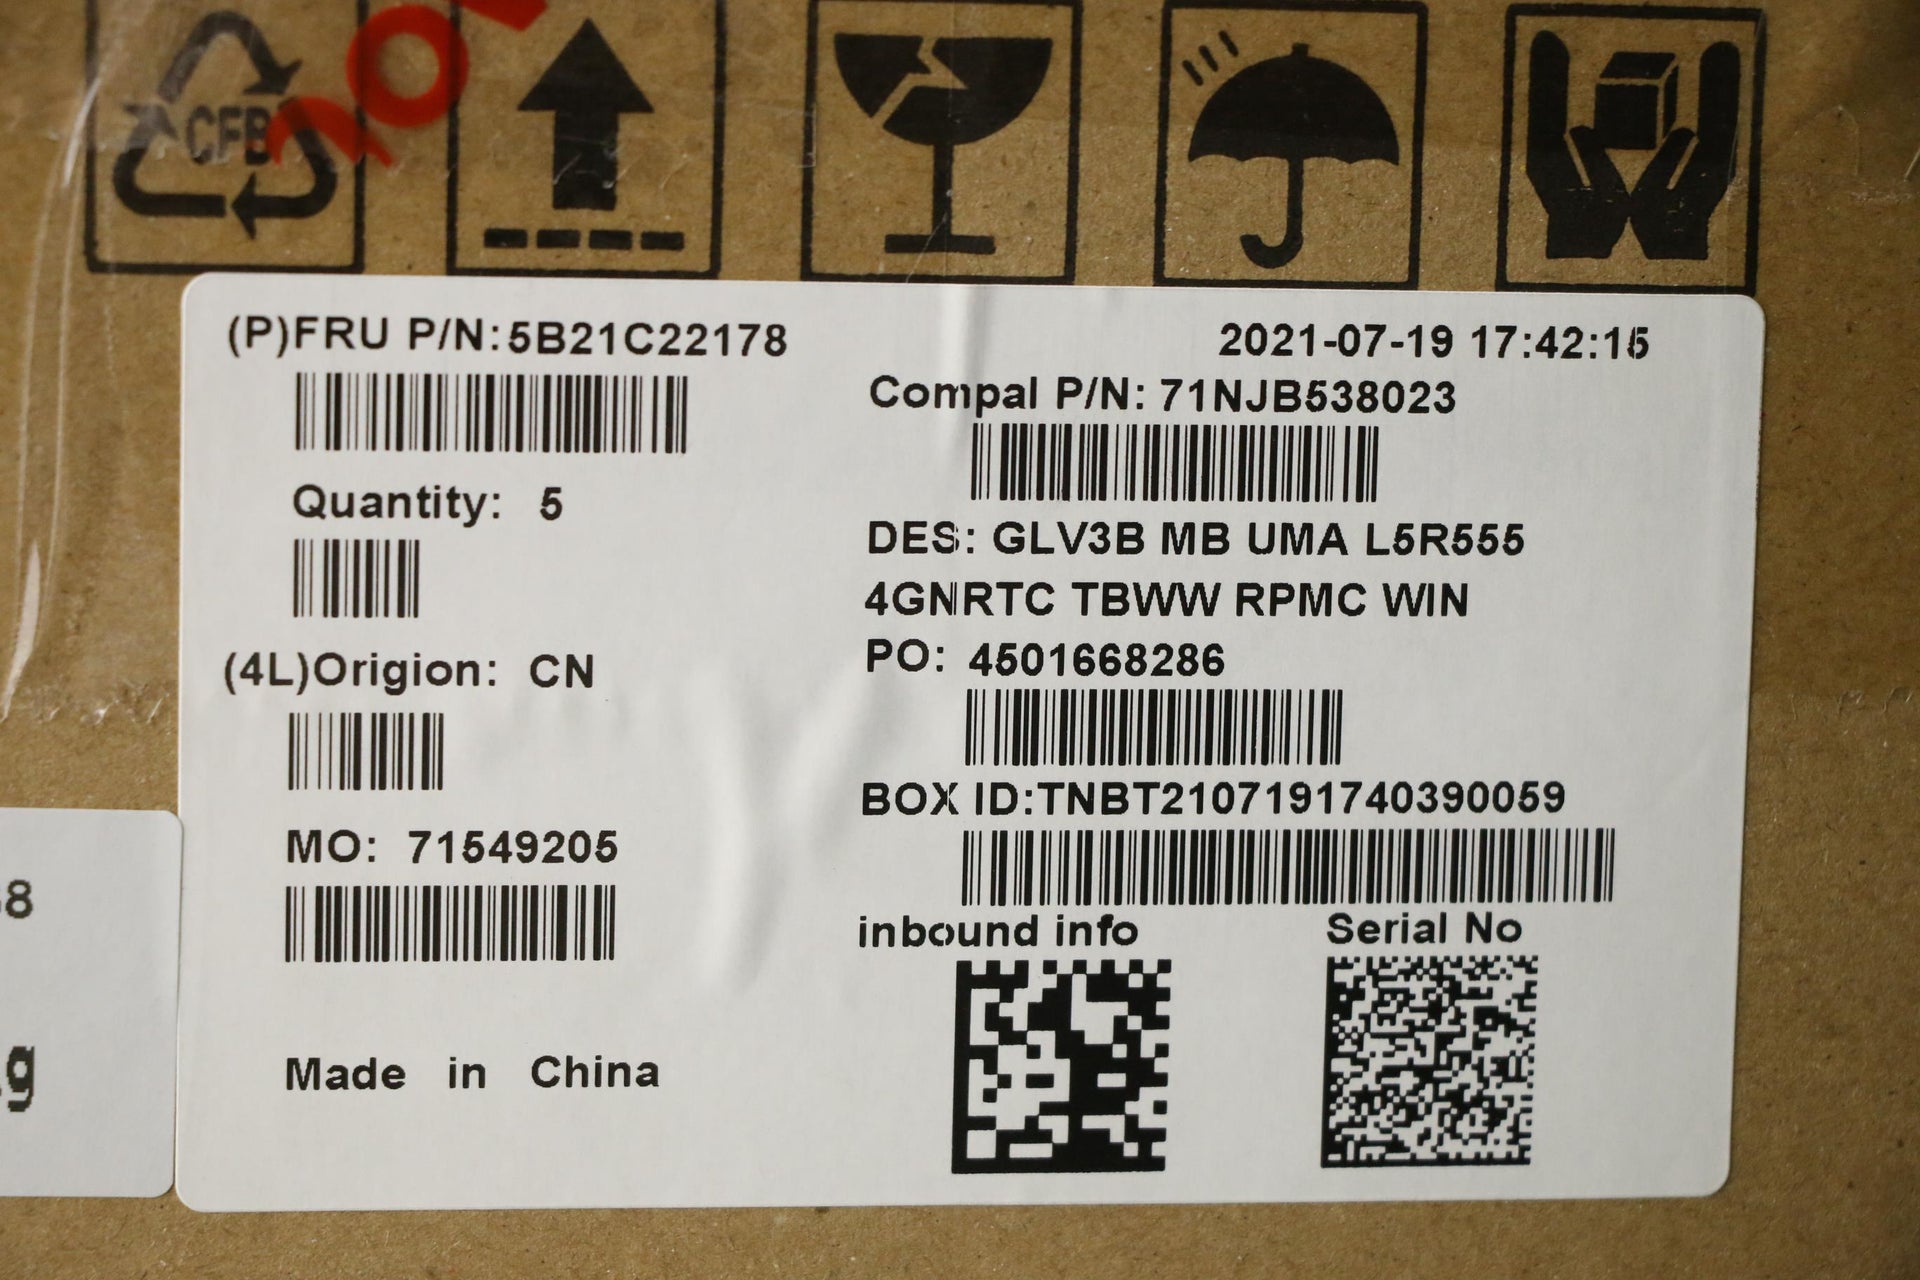 CFB
(P)FRU P/N:5B21C22178
2021-07-19 17:42:15
Compal P/N: 71NJB538023
Quantity: 5
DES: GLV3B MB UMA L5R555
4GNRTC TBWW RPMC WIN
(4L)Origion: CN
PO: 4501668286
BOX ID:TNBT2107191740390059
MO: 71549205
inbound info
Serial No
Made in China